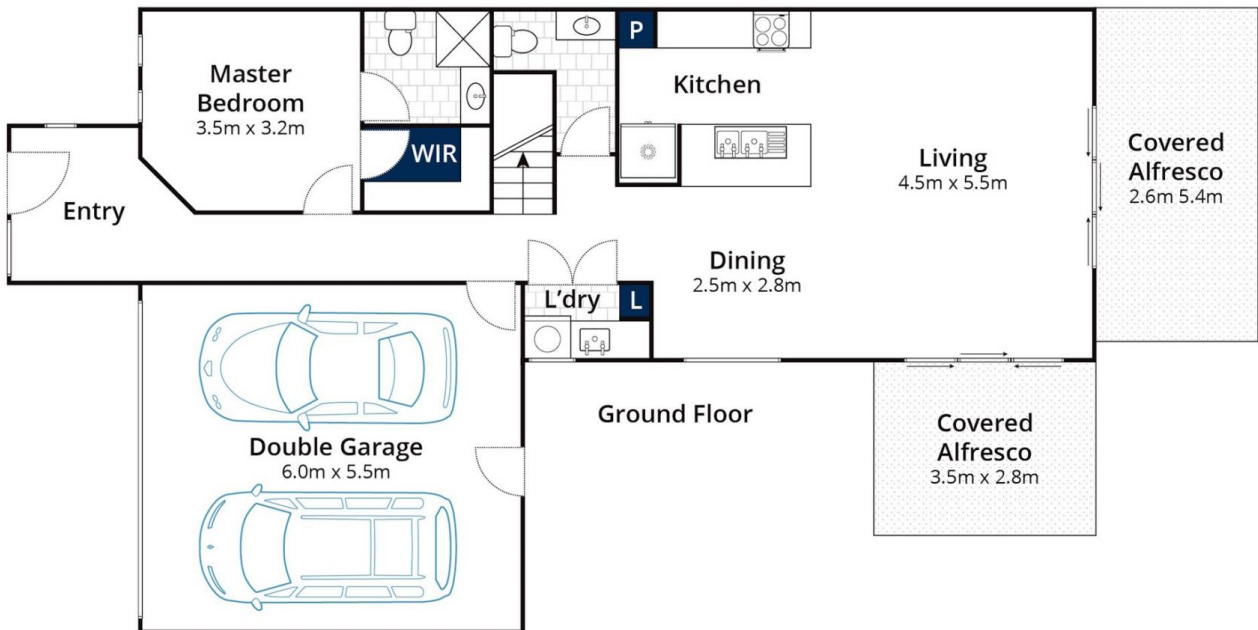 Master
Bedroom
3.5m x 3.2m
WIR
Entry
P
Kitchen
Living
4.5m x 5.5m
Covered
Alfresco
2.6m 5.4m
Dining
2.5m x 2.8m
L'dry
L
Double Garage
6.0m x 5.5m
Ground Floor
Covered
Alfresco
3.5m x 2.8m